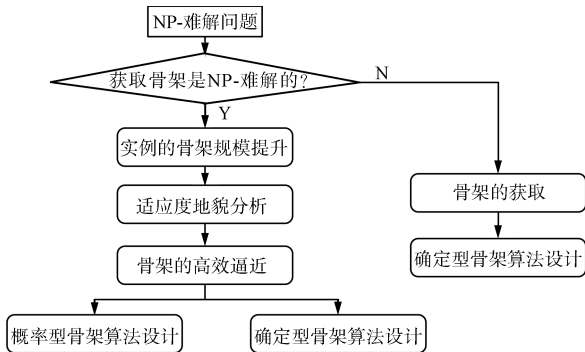 NP-难解问题
获取骨架是NP-难解的?
N
Y
实例的骨架规模提升
适应度地貌分析
骨架的获取
骨架的高效逼近
确定型骨架算法设计
概率型骨架算法设计
确定型骨架算法设计